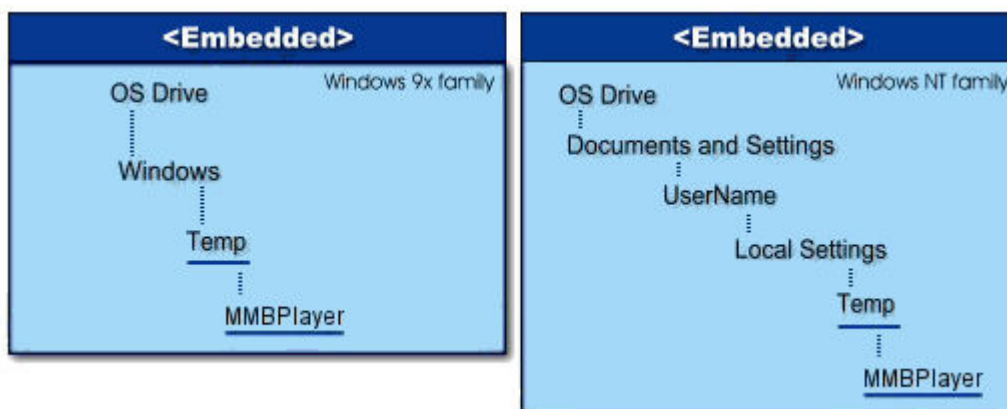 <Embedded>
Windows 9x family
OS Drive
Windows
Temp
MMBPlayer
<Embedded>
Windows NT family
OS Drive
Documents and Settings
UserName
Local Settings
Temp
MMBPlayer